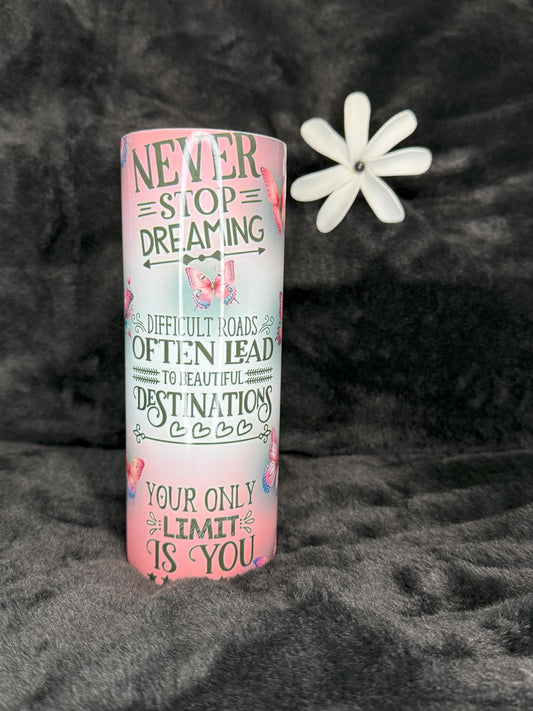 NEVER
STOP
DREAMING
DIFFICULT ROADS
OFTEN LEAD
TO BEAUTIFUL
DESTINATIONS
YOUR ONLY
LIMIT
IS YOU